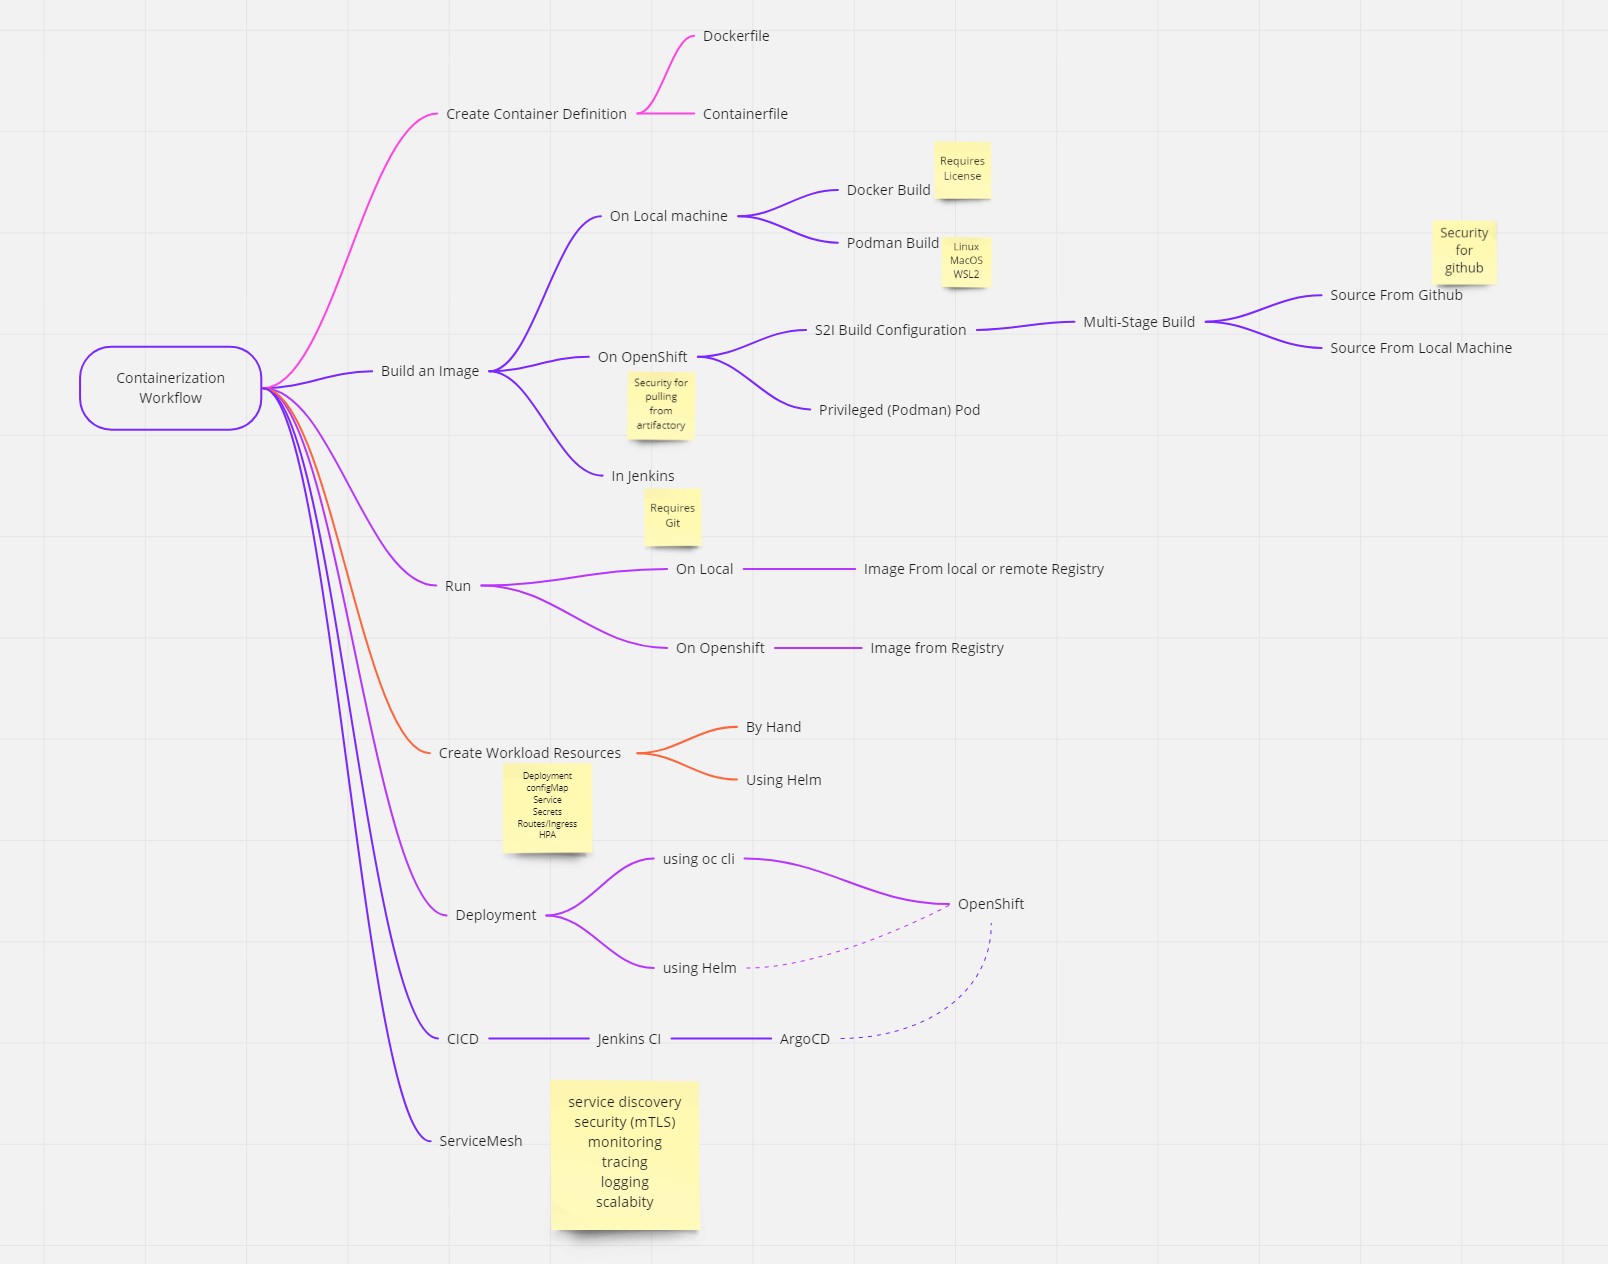 Dockerfile
Create Container Definition
Containerfile
Requires
License
On Local machine
Docker Build
Podman Build
Linux
MacOS
WSL2
Security
for
github
Source From Github
S2I Build Configuration
Multi-Stage Build
Source From Local Machine
Containerization
Workflow
Build an Image
On OpenShift
Security for
pulling
from
artifactory
Privileged (Podman) Pod
In Jenkins
Requires
Git
Run
On Local
Image From local or remote Registry
On Openshift
Image from Registry
Create Workload Resources
By Hand
Using Helm
Deployment
configMap
Service
Secrets
Routes/Ingress
HPA
Deployment
using oc cli
OpenShift
using Helm
CICD
Jenkins CI
ArgoCD
ServiceMesh
service discovery
security (mTLS)
monitoring
tracing
logging
scalabity